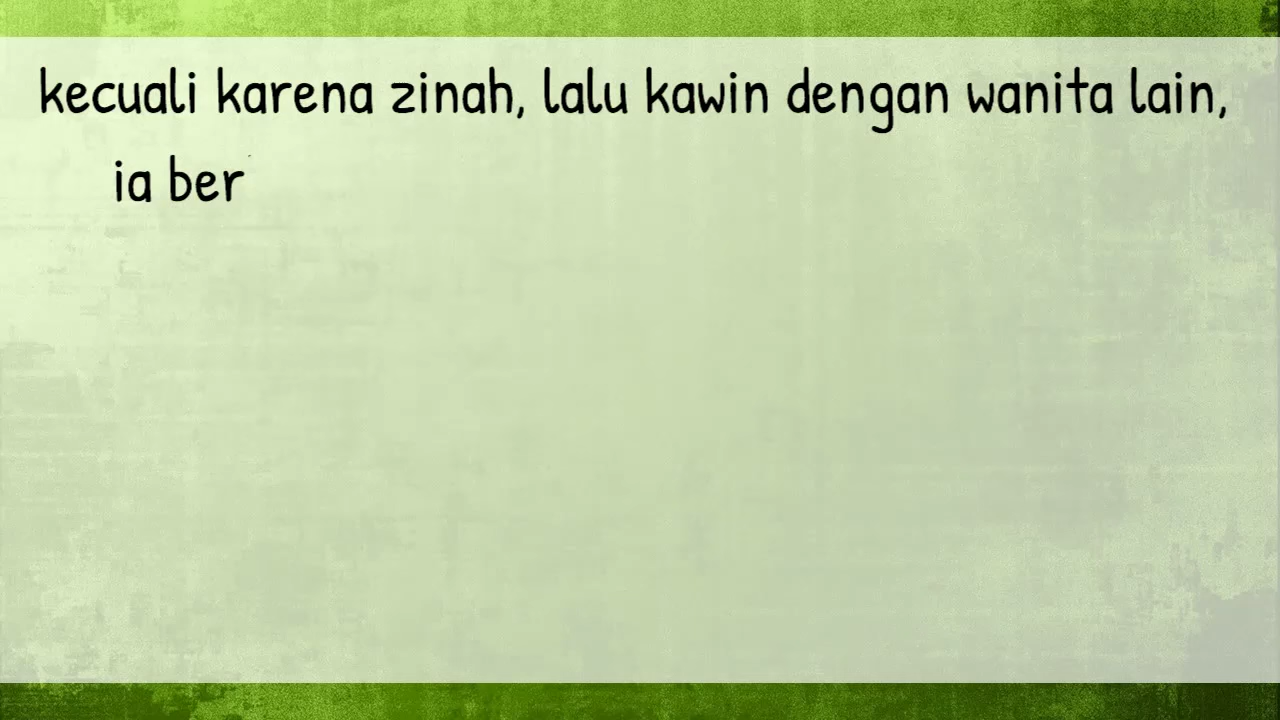 kecuali karena zinah, lalu kawin dengan wanita lain,
ia ber